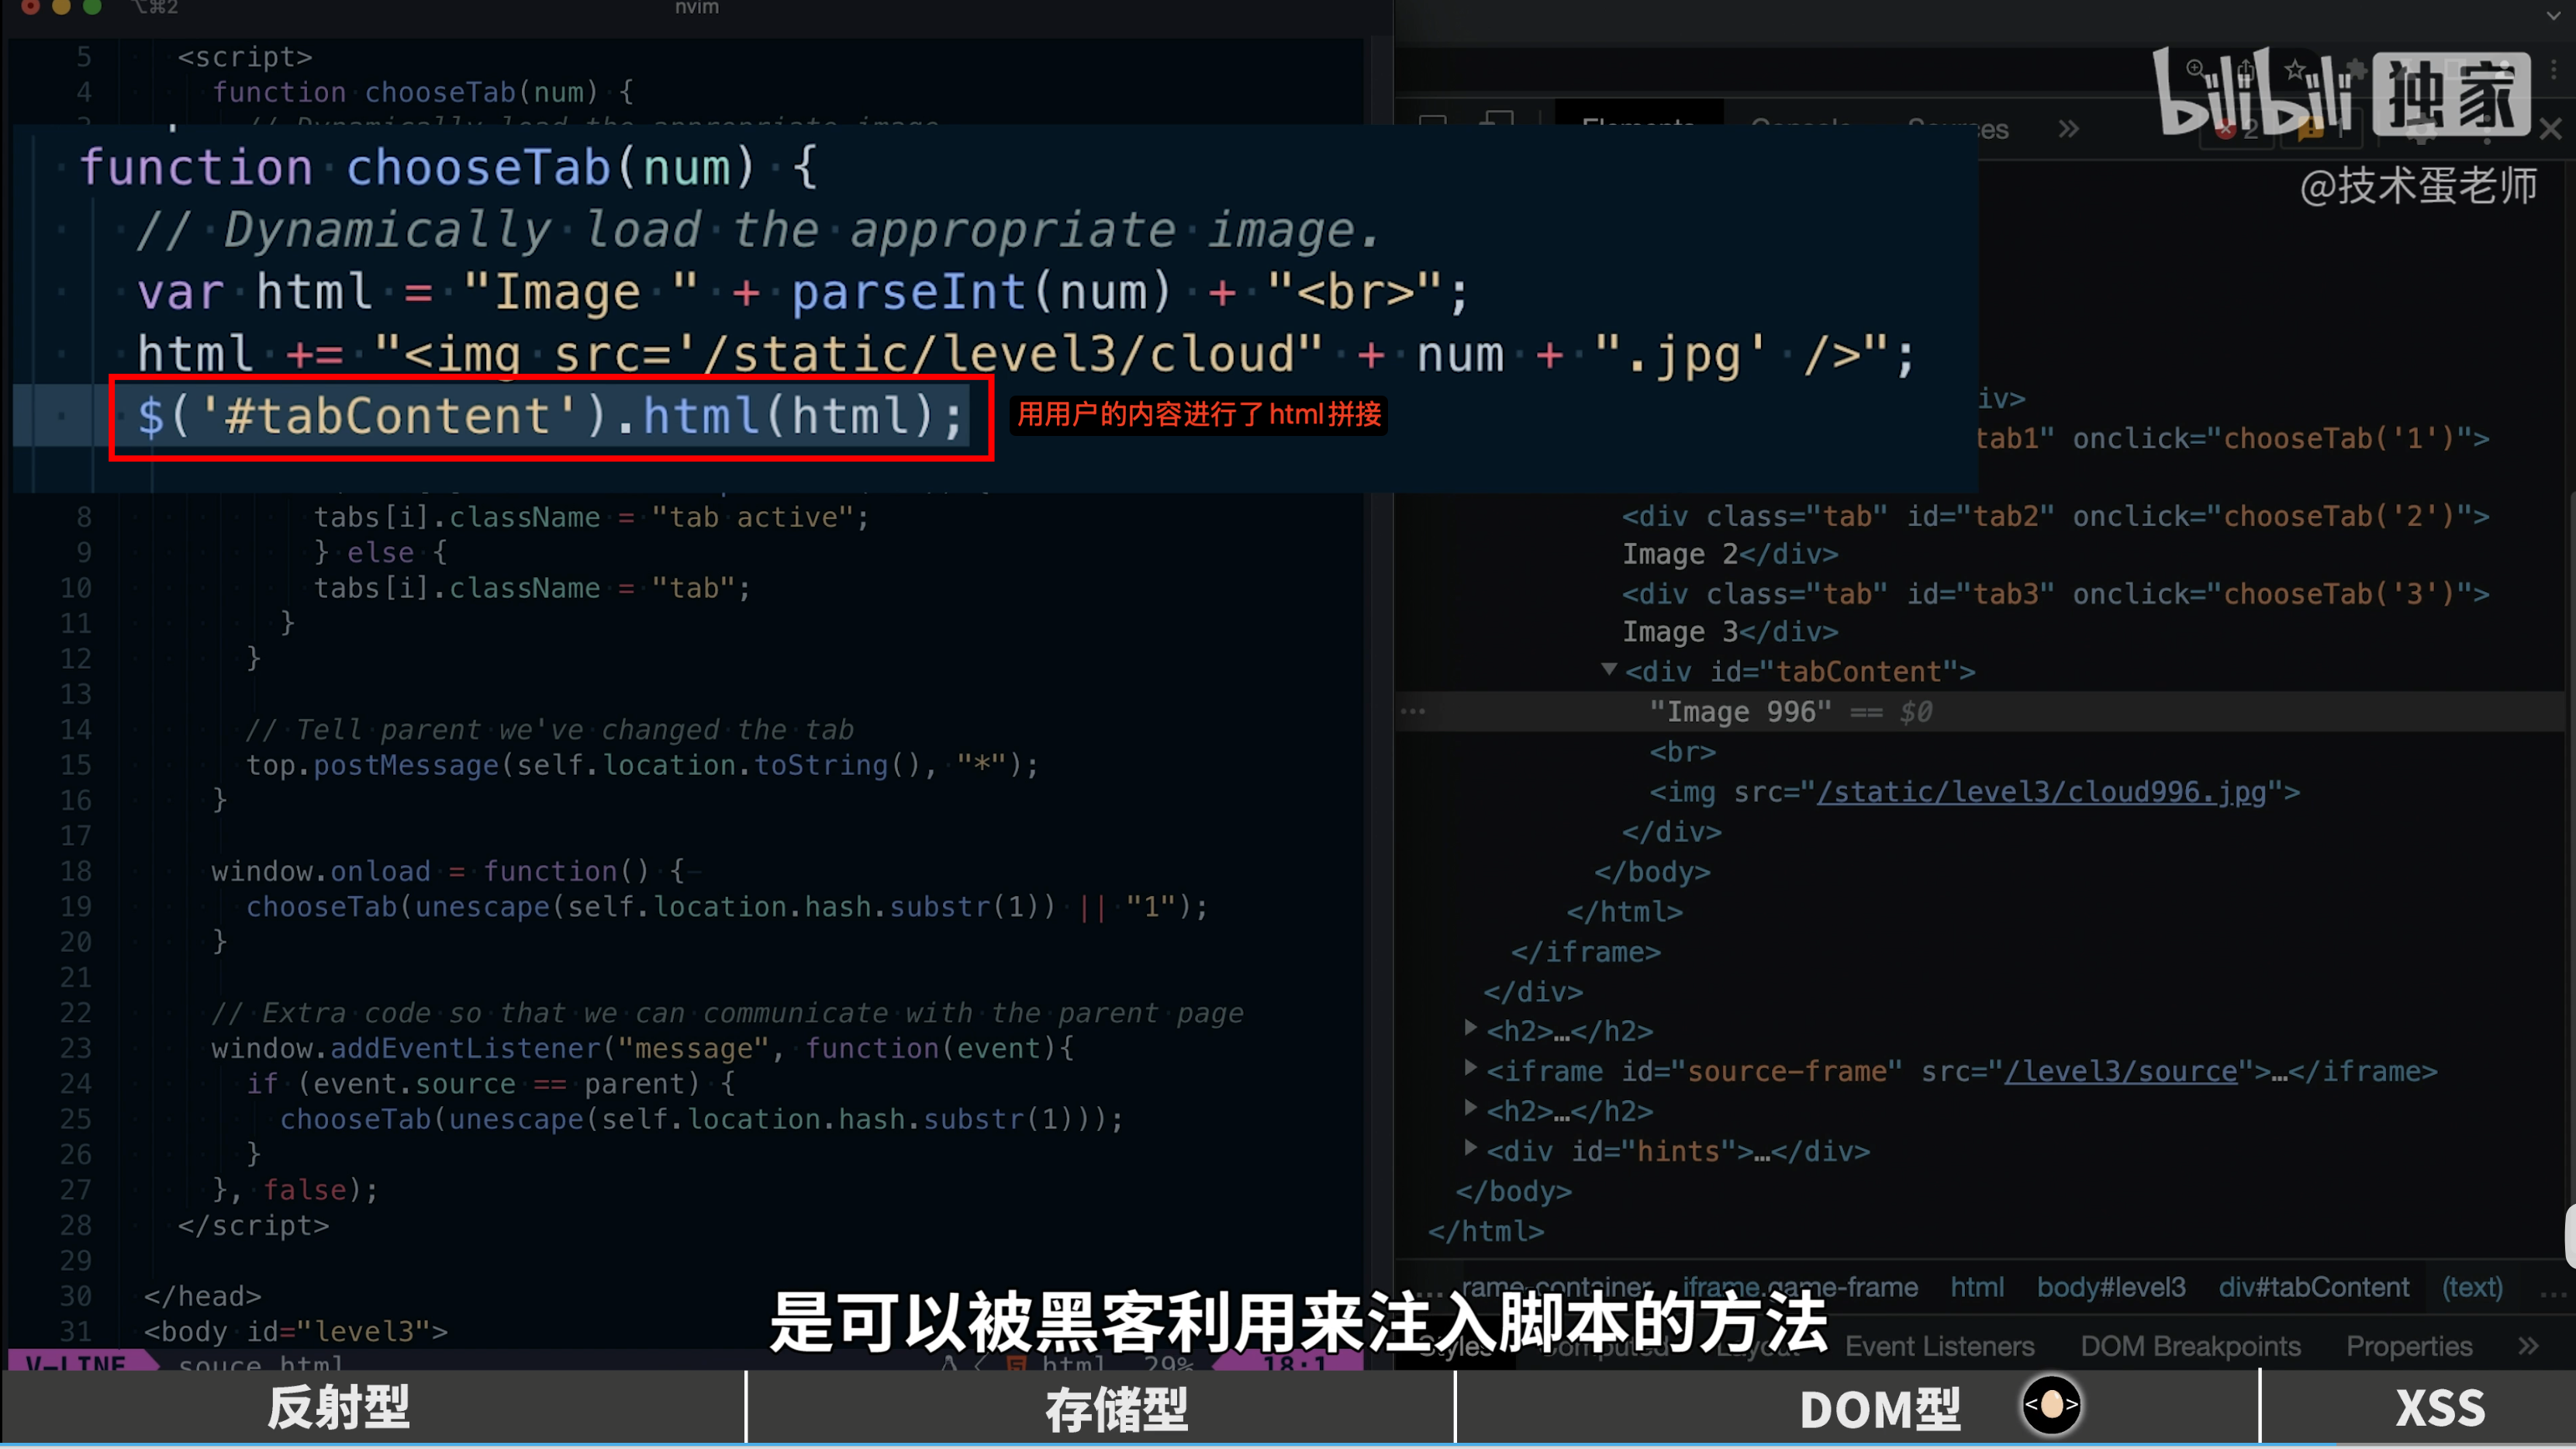 ⌥⌘2
nvim
5 <script>
4 function chooseTab(num) {
function chooseTab(num) {
// Dynamically load the appropriate image.
var html = "Image " + parseInt(num) + "<br>";
html += "<img src='/static/level3/cloud" + num + ".jpg' />";
$('#tabContent').html(html);
用用户的内容进行了html拼接
8 tabs[i].className = "tab active";
9 } else {
10 tabs[i].className = "tab";
11 }
12 }
13
14 // Tell parent we've changed the tab
15 top.postMessage(self.location.toString(), "*");
16 }
17
18 window.onload = function() {
19 chooseTab(unescape(self.location.hash.substr(1)) || "1");
20 }
21
22 // Extra code so that we can communicate with the parent page
23 window.addEventListener("message", function(event){
24 if (event.source == parent) {
25 chooseTab(unescape(self.location.hash.substr(1)));
26 }
27 }, false);
28 </script>
29
30 </head>
31 <body id="level3">
V-LINE souce.html html 29% 18:1
bilibili 独家
@技术蛋老师
Elements Console Sources »
2 1
iv>
tab1" onclick="chooseTab('1')">
<div class="tab" id="tab2" onclick="chooseTab('2')">
Image 2</div>
<div class="tab" id="tab3" onclick="chooseTab('3')">
Image 3</div>
<div id="tabContent">
"Image 996" == $0
<br>
<img src="/static/level3/cloud996.jpg">
</div>
</body>
</html>
</iframe>
</div>
<h2>…</h2>
<iframe id="source-frame" src="/level3/source">…</iframe>
<h2>…</h2>
<div id="hints">…</div>
</body>
</html>
... rame-container iframe.game-frame html body#level3 div#tabContent (text) ...
Styles Computed Layout Event Listeners DOM Breakpoints Properties »
是可以被黑客利用来注入脚本的方法
反射型
存储型
DOM型
XSS